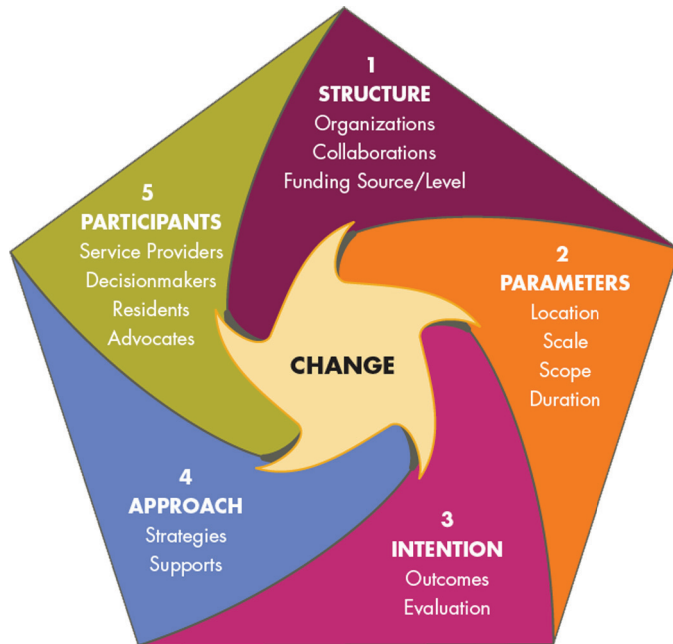 1
STRUCTURE
Organizations
Collaborations
Funding Source/Level
2
PARAMETERS
Location
Scale
Scope
Duration
3
INTENTION
Outcomes
Evaluation
4
APPROACH
Strategies
Supports
5
PARTICIPANTS
Service Providers
Decisionmakers
Residents
Advocates
CHANGE